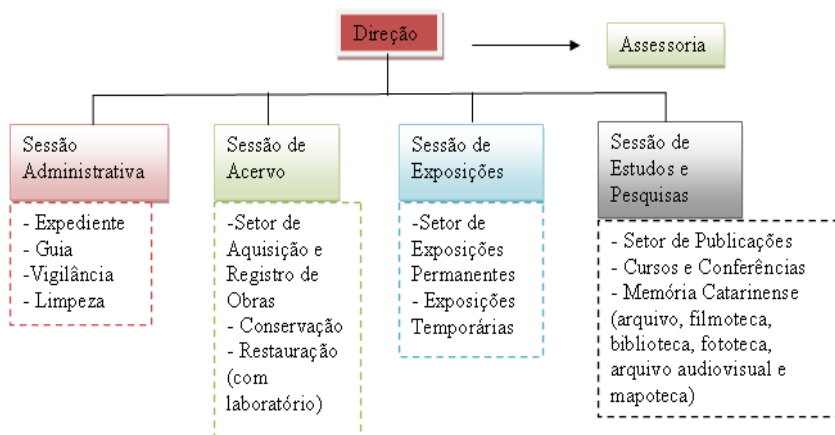 Direção
Assessoria
Sessão
Administrativa
- Expediente
- Guia
-Vigilância
- Limpeza
Sessão de
Acervo
-Setor de
Aquisição e
Registro de
Obras
- Conservação
- Restauração
(com
laboratório)
Sessão de
Exposições
-Setor de
Exposições
Permanentes
- Exposições
Temporárias
Sessão de
Estudos e
Pesquisas
- Setor de Publicações
- Cursos e Conferências
- Memória Catarinense
(arquivo, filmoteca,
biblioteca, fototeca,
arquivo audiovisual e
mapoteca)